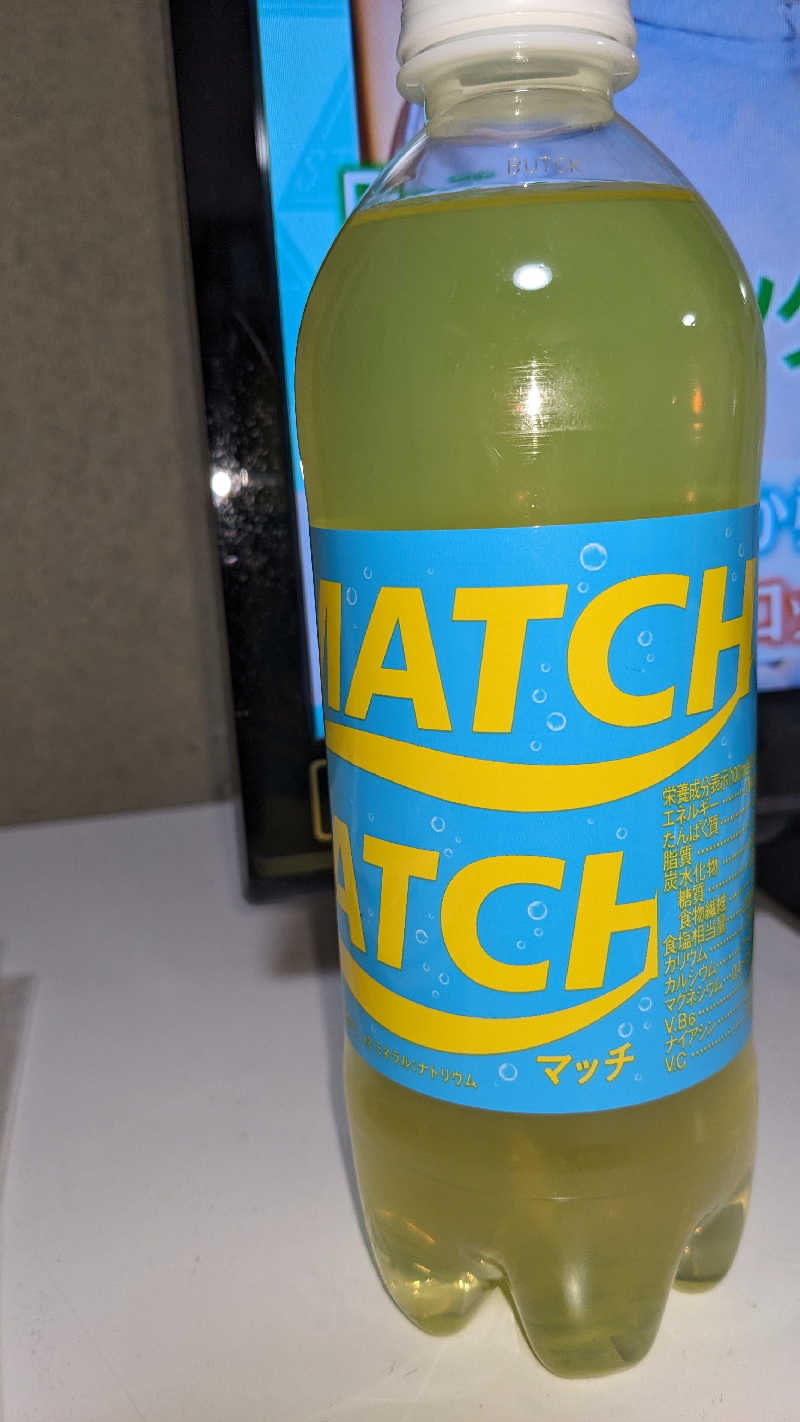 MATCH
ATCH
ミネラル:ナトリウム
マッチ
栄養成分表示/100ml
エネルギー
たんぱく質
脂質
炭水化物
糖質
食物繊維
食塩相当量
カリウム
カルシウム
マグネシウム
V.B6
ナイアシン
V.C
から